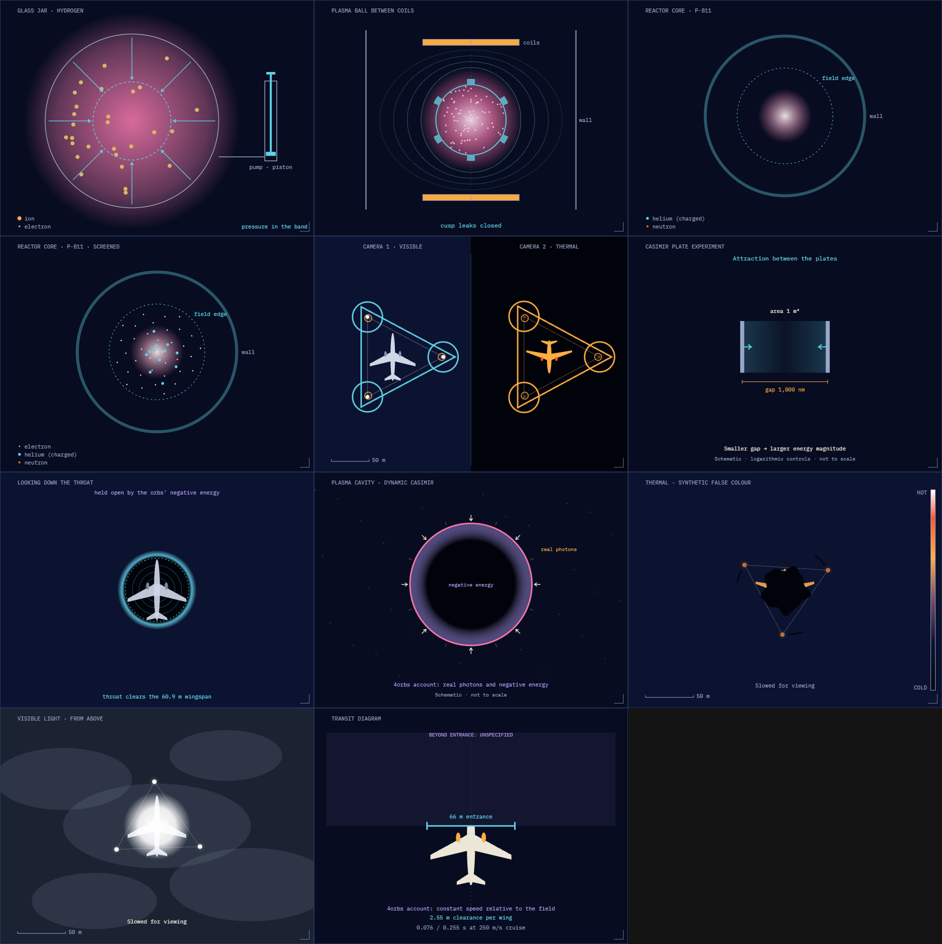 GLASS JAR · HYDROGEN
pump · piston
ion
electron
pressure in the band
PLASMA BALL BETWEEN COILS
coils
wall
cusp leaks closed
REACTOR CORE · P-B11
field edge
wall
helium (charged)
neutron
REACTOR CORE · P-B11 · SCREENED
field edge
wall
electron
helium (charged)
neutron
CAMERA 1 · VISIBLE
CAMERA 2 · THERMAL
50 m
CASIMIR PLATE EXPERIMENT
Attraction between the plates
area 1 m²
gap 1,000 nm
Smaller gap → larger energy magnitude
Schematic · logarithmic controls · not to scale
LOOKING DOWN THE THROAT
held open by the orbs' negative energy
throat clears the 60.9 m wingspan
PLASMA CAVITY · DYNAMIC CASIMIR
real photons
negative energy
4orbs account: real photons and negative energy
Schematic · not to scale
THERMAL · SYNTHETIC FALSE COLOUR
HOT
Slowed for viewing
COLD
50 m
VISIBLE LIGHT · FROM ABOVE
Slowed for viewing
50 m
TRANSIT DIAGRAM
BEYOND ENTRANCE: UNSPECIFIED
66 m entrance
4orbs account: constant speed relative to the field
2.55 m clearance per wing
0.076 / 0.255 s at 250 m/s cruise